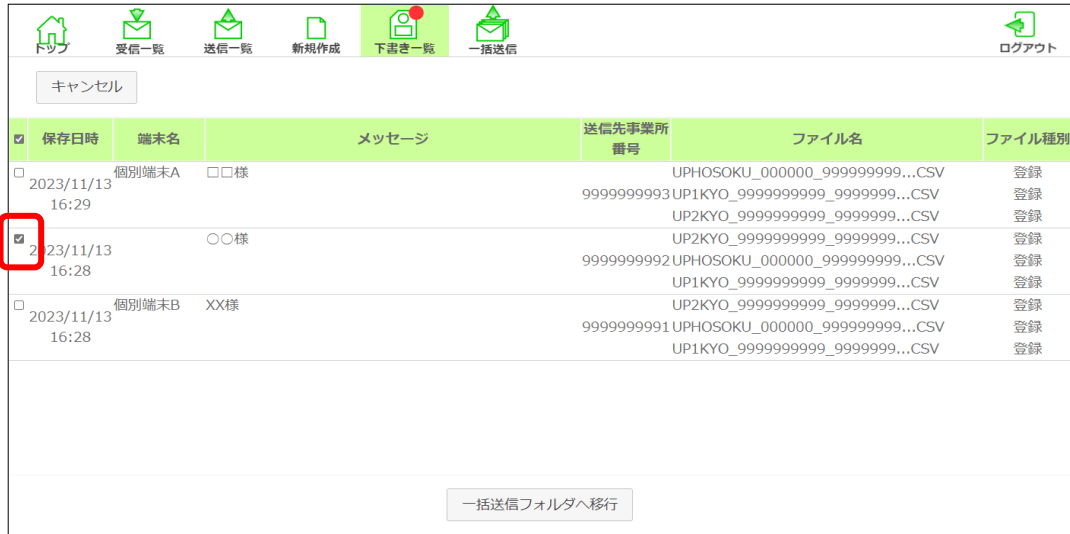 トップ 受信一覧 送信一覧 新規作成 下書き一覧 一括送信 ログアウト
キャンセル
保存日時 端末名 メッセージ 送信先事業所番号 ファイル名 ファイル種別
2023/11/13 16:29 個別端末A □□様 9999999993 UPHOSOKU_000000_999999999...CSV 登録
UP1KYO_9999999999_9999999...CSV 登録
UP2KYO_9999999999_9999999...CSV 登録
2023/11/13 16:28 〇〇様 9999999992 UP2KYO_9999999999_9999999...CSV 登録
UPHOSOKU_000000_999999999...CSV 登録
UP1KYO_9999999999_9999999...CSV 登録
2023/11/13 16:28 個別端末B XX様 9999999991 UP2KYO_9999999999_9999999...CSV 登録
UPHOSOKU_000000_999999999...CSV 登録
UP1KYO_9999999999_9999999...CSV 登録
一括送信フォルダへ移行